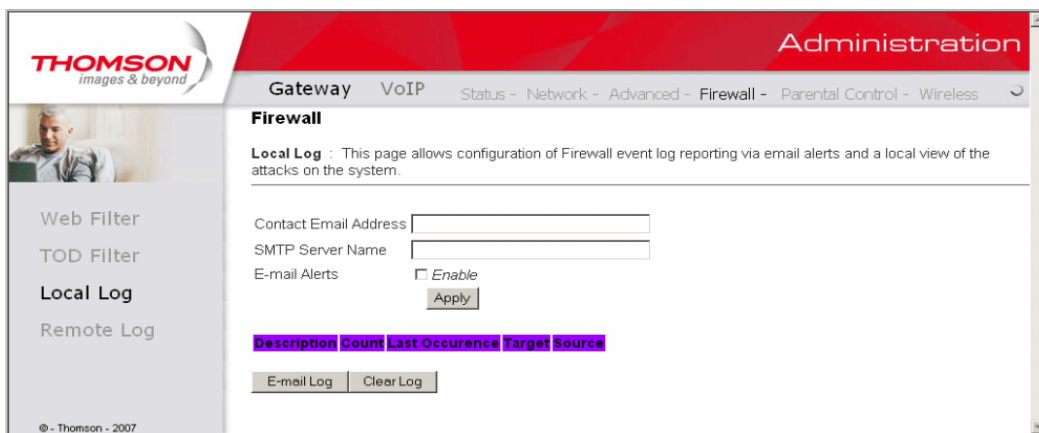 THOMSON
images & beyond
Administration
Gateway VoIP Status - Network - Advanced - Firewall - Parental Control - Wireless
Firewall
Local Log : This page allows configuration of Firewall event log reporting via email alerts and a local view of the
attacks on the system.
Web Filter
TOD Filter
Local Log
Remote Log
Contact Email Address
SMTP Server Name
E-mail Alerts Enable
Apply
Description Count Last Occurence Target Source
E-mail Log Clear Log
© - Thomson - 2007